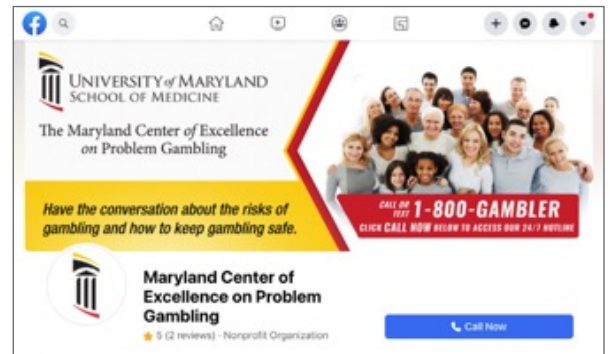 UNIVERSITY of MARYLAND
SCHOOL OF MEDICINE
The Maryland Center of Excellence
on Problem Gambling
Have the conversation about the risks of
gambling and how to keep gambling safe.
CALL OR
TEXT 1-800-GAMBLER
CLICK CALL NOW BELOW TO ACCESS OUR 24/7 HOTLINE
Maryland Center of
Excellence on Problem
Gambling
5 (2 reviews) · Nonprofit Organization
Call Now